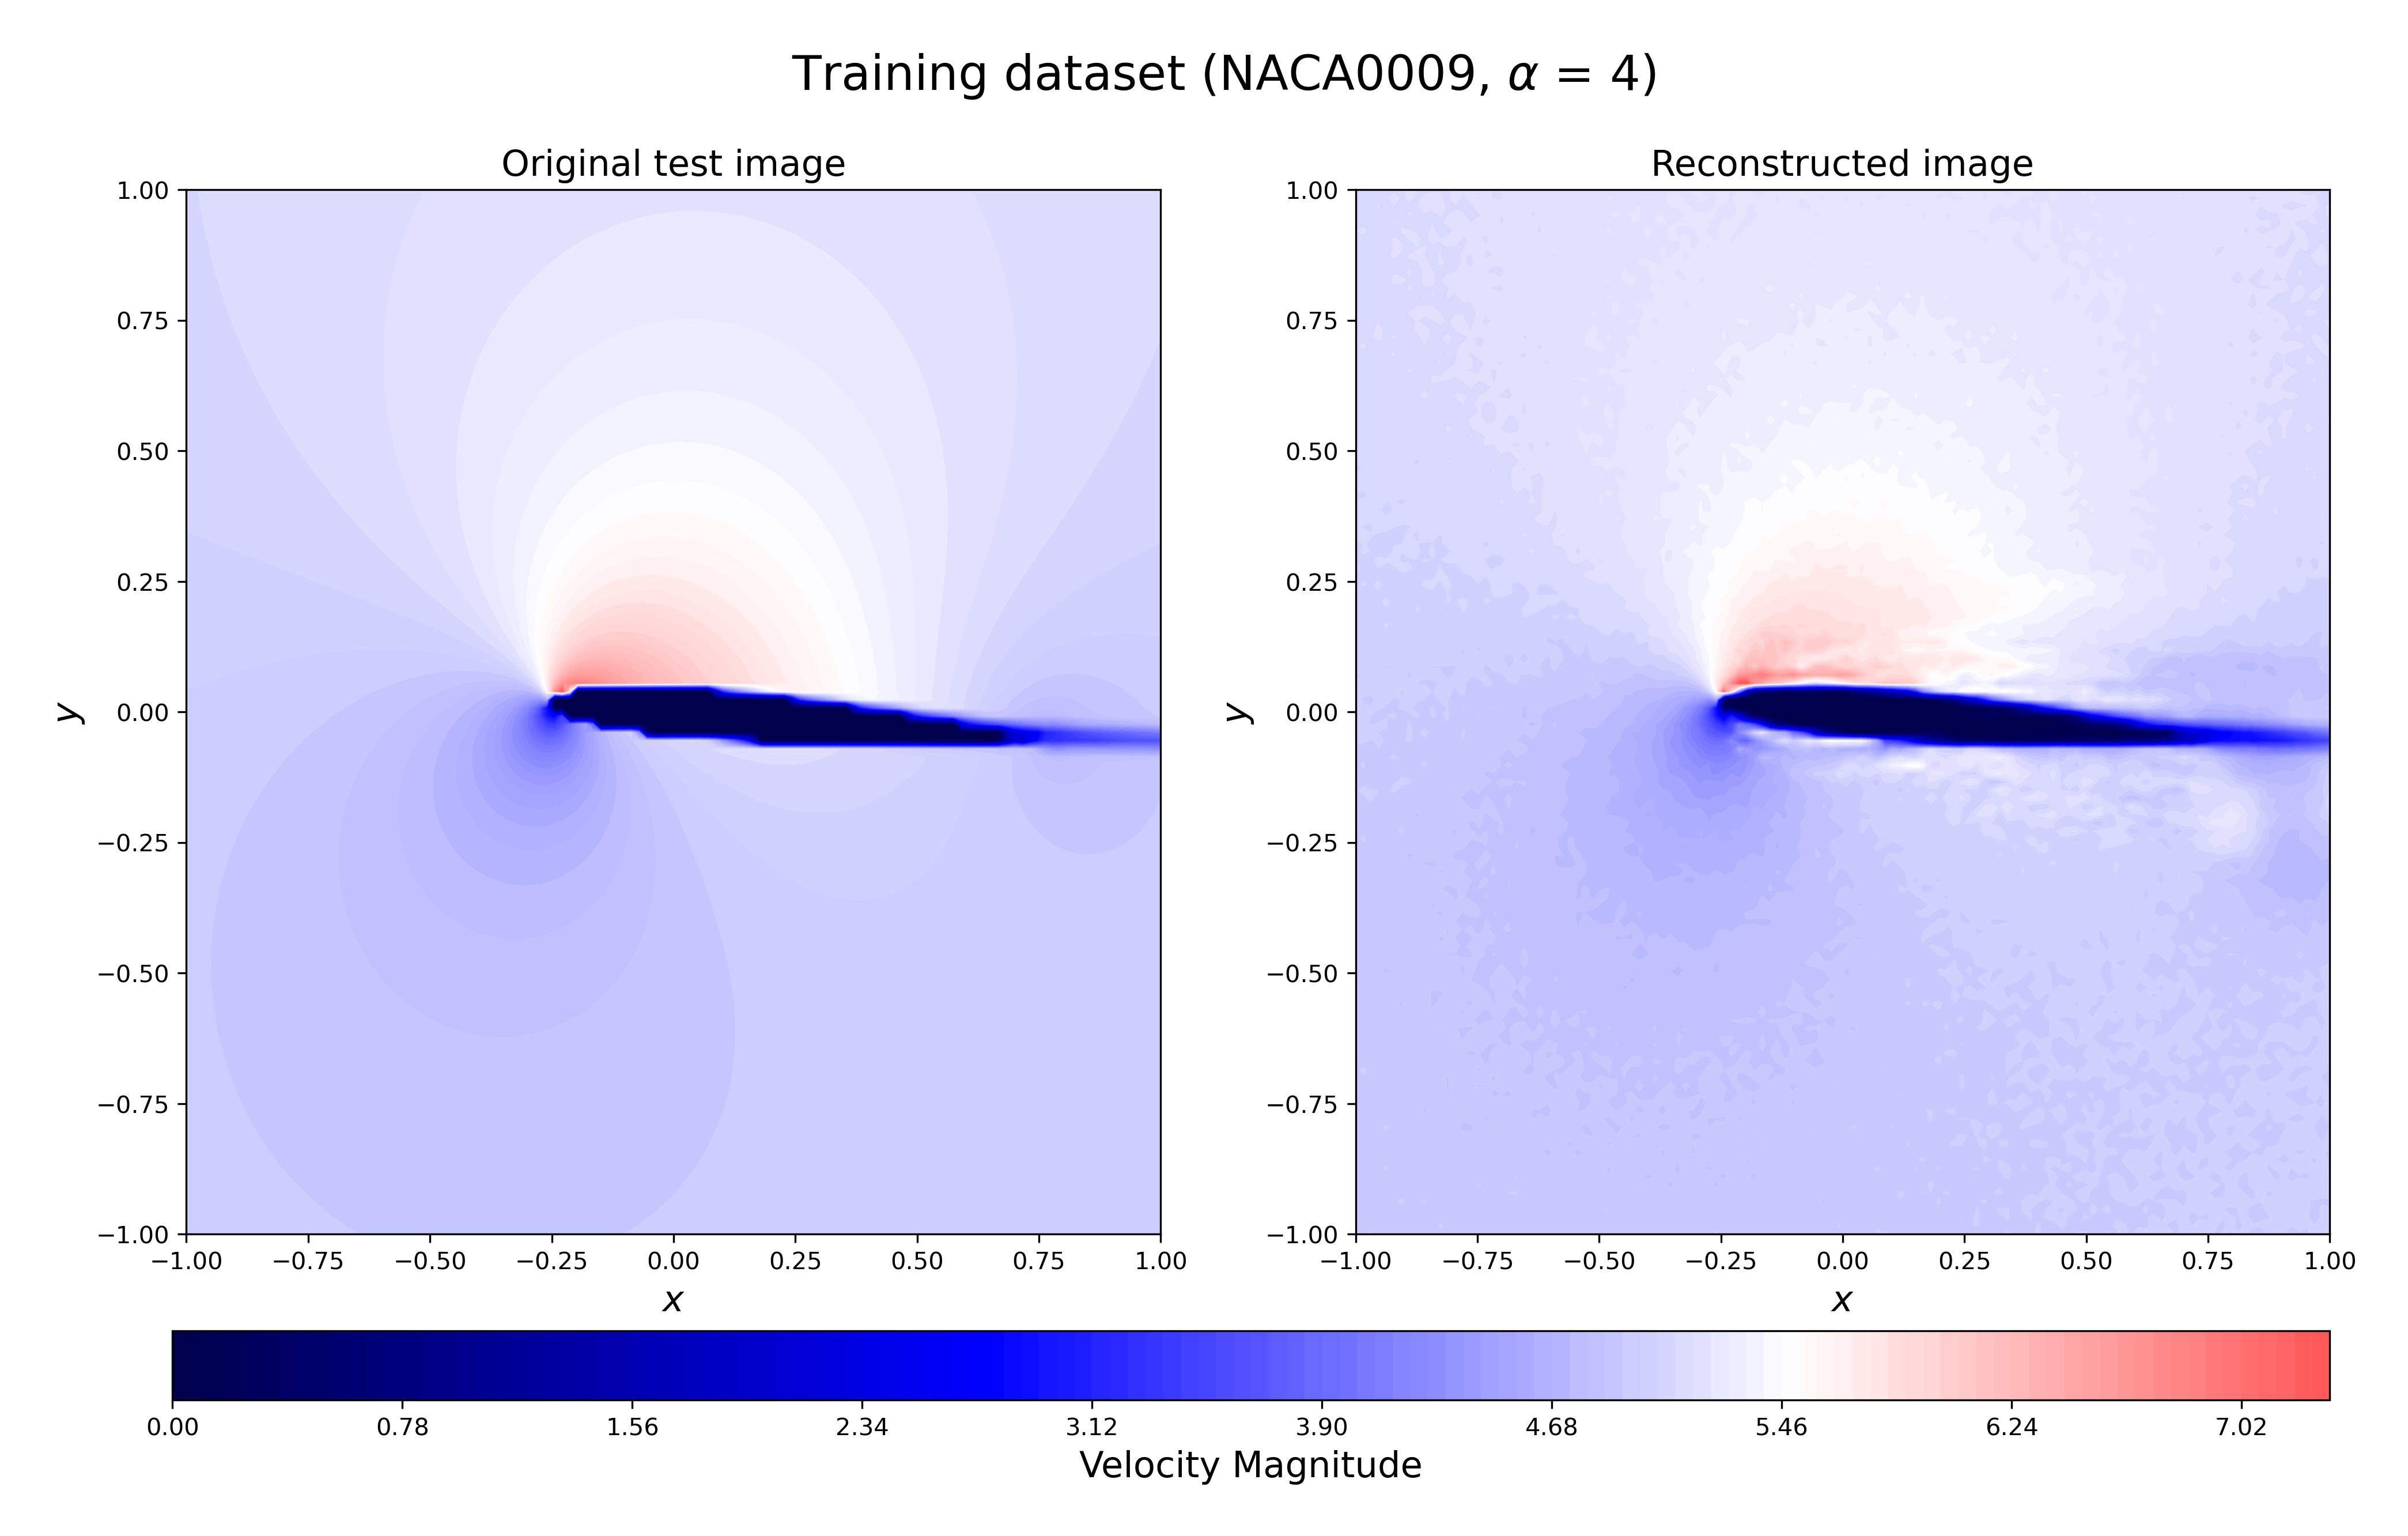 Training dataset (NACA0009, α = 4)
Original test image
Reconstructed image
1.00
0.75
0.50
0.25
0.00
−0.25
−0.50
−0.75
−1.00
y
−1.00 −0.75 −0.50 −0.25 0.00 0.25 0.50 0.75 1.00
x
1.00
0.75
0.50
0.25
0.00
−0.25
−0.50
−0.75
−1.00
y
−1.00 −0.75 −0.50 −0.25 0.00 0.25 0.50 0.75 1.00
x
0.00 0.78 1.56 2.34 3.12 3.90 4.68 5.46 6.24 7.02
Velocity Magnitude